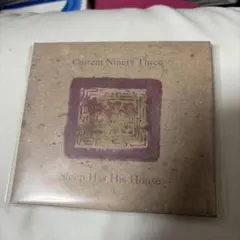 Current Ninety Three
Sleep Has His House